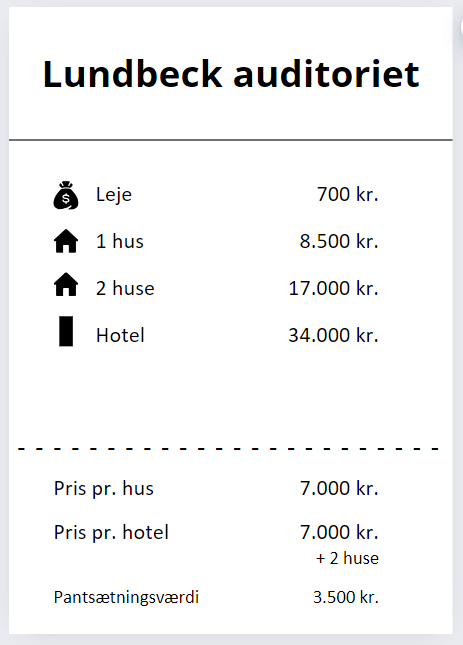 Lundbeck auditoriet
$ Leje 700 kr.
1 hus 8.500 kr.
2 huse 17.000 kr.
Hotel 34.000 kr.
Pris pr. hus 7.000 kr.
Pris pr. hotel 7.000 kr.
+ 2 huse
Pantsætningsværdi 3.500 kr.